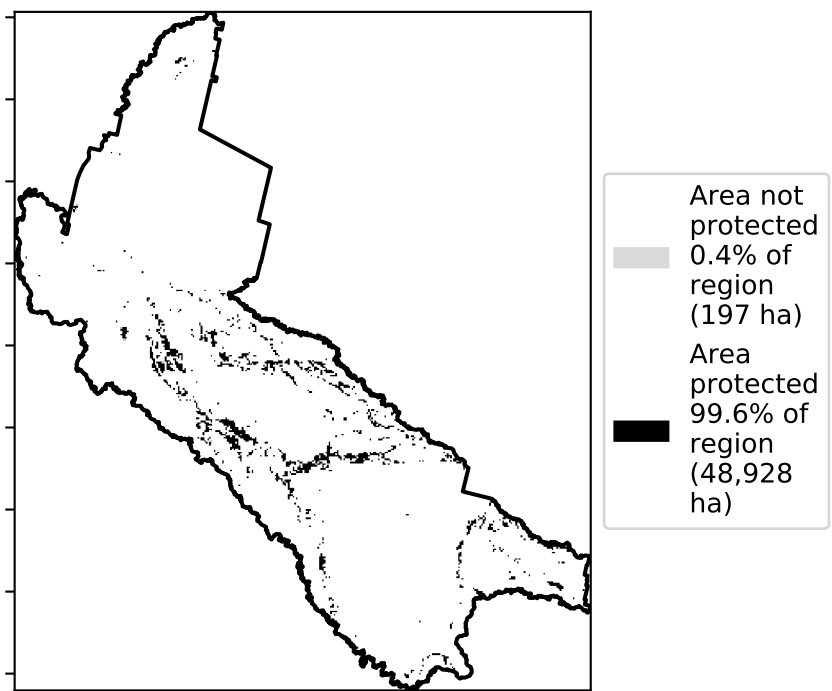 Area not
protected
0.4% of
region
(197 ha)
Area
protected
99.6% of
region
(48,928
ha)